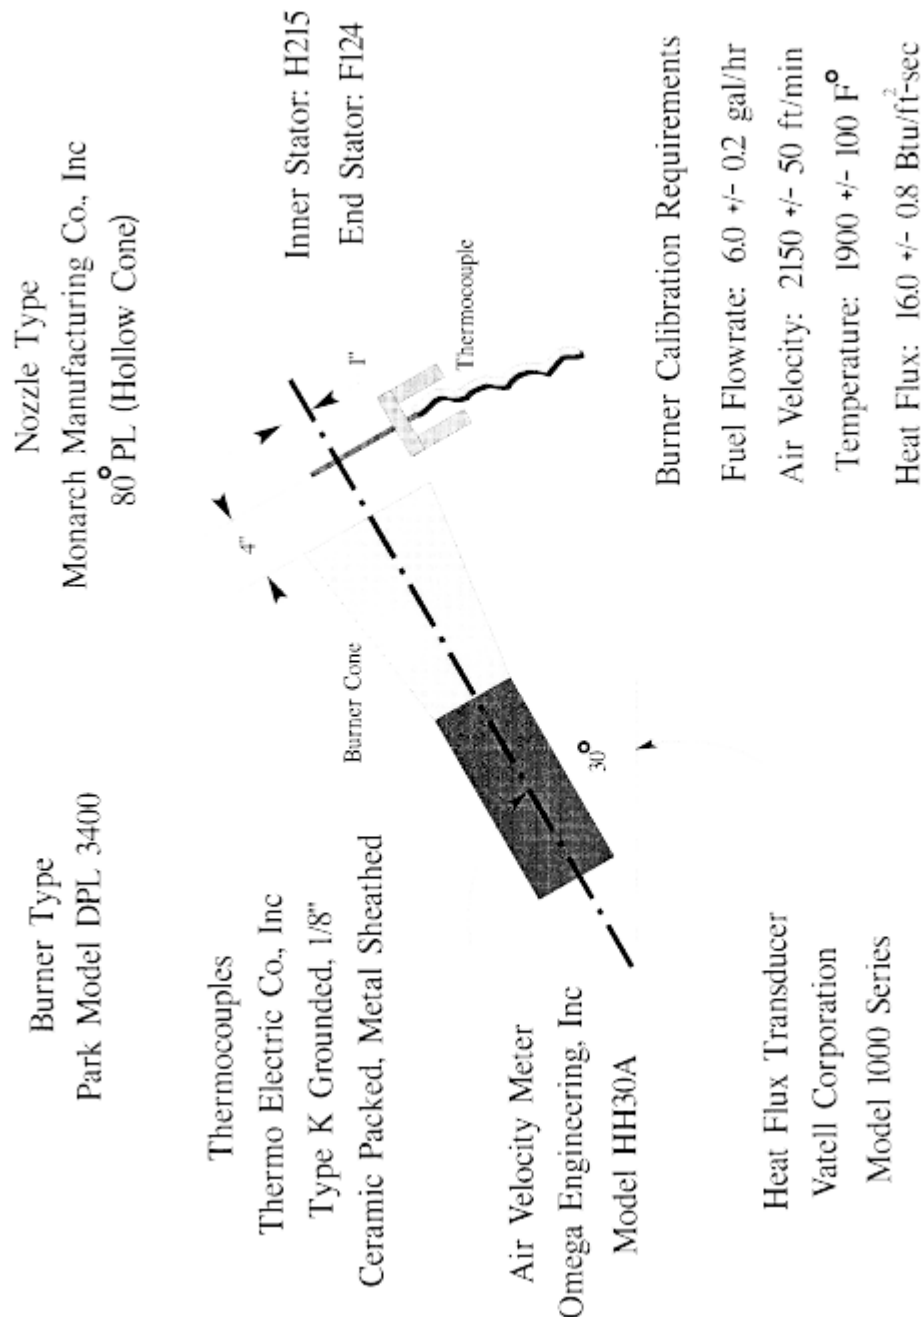 Burner Type
Park Model DPL 3400
Nozzle Type
Monarch Manufacturing Co., Inc
80° PL (Hollow Cone)
Thermocouples
Thermo Electric Co., Inc
Type K Grounded, 1/8"
Ceramic Packed, Metal Sheathed
4"
Inner Stator: H215
End Stator: F124
Burner Cone
1"
Thermocouple
Air Velocity Meter
Omega Engineering, Inc
Model HH30A
30°
Burner Calibration Requirements
Fuel Flowrate: 6.0 +/- 0.2 gal/hr
Air Velocity: 2150 +/- 50 ft/min
Temperature: 1900 +/- 100 F°
Heat Flux: 16.0 +/- 0.8 Btu/ft²-sec
Heat Flux Transducer
Vatell Corporation
Model 1000 Series